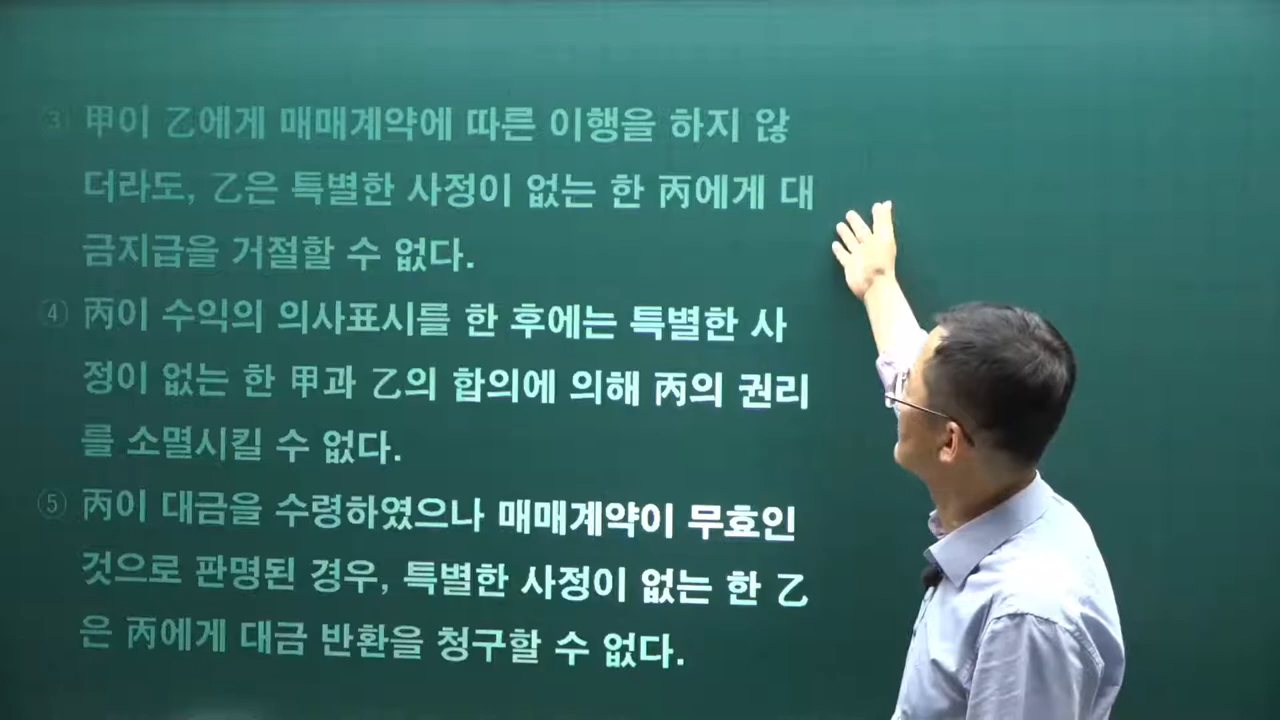 ③ 甲이 乙에게 매매계약에 따른 이행을 하지 않
더라도, 乙은 특별한 사정이 없는 한 丙에게 대
금지급을 거절할 수 없다.
④ 丙이 수익의 의사표시를 한 후에는 특별한 사
정이 없는 한 甲과 乙의 합의에 의해 丙의 권리
를 소멸시킬 수 없다.
⑤ 丙이 대금을 수령하였으나 매매계약이 무효인
것으로 판명된 경우, 특별한 사정이 없는 한 乙
은 丙에게 대금 반환을 청구할 수 없다.